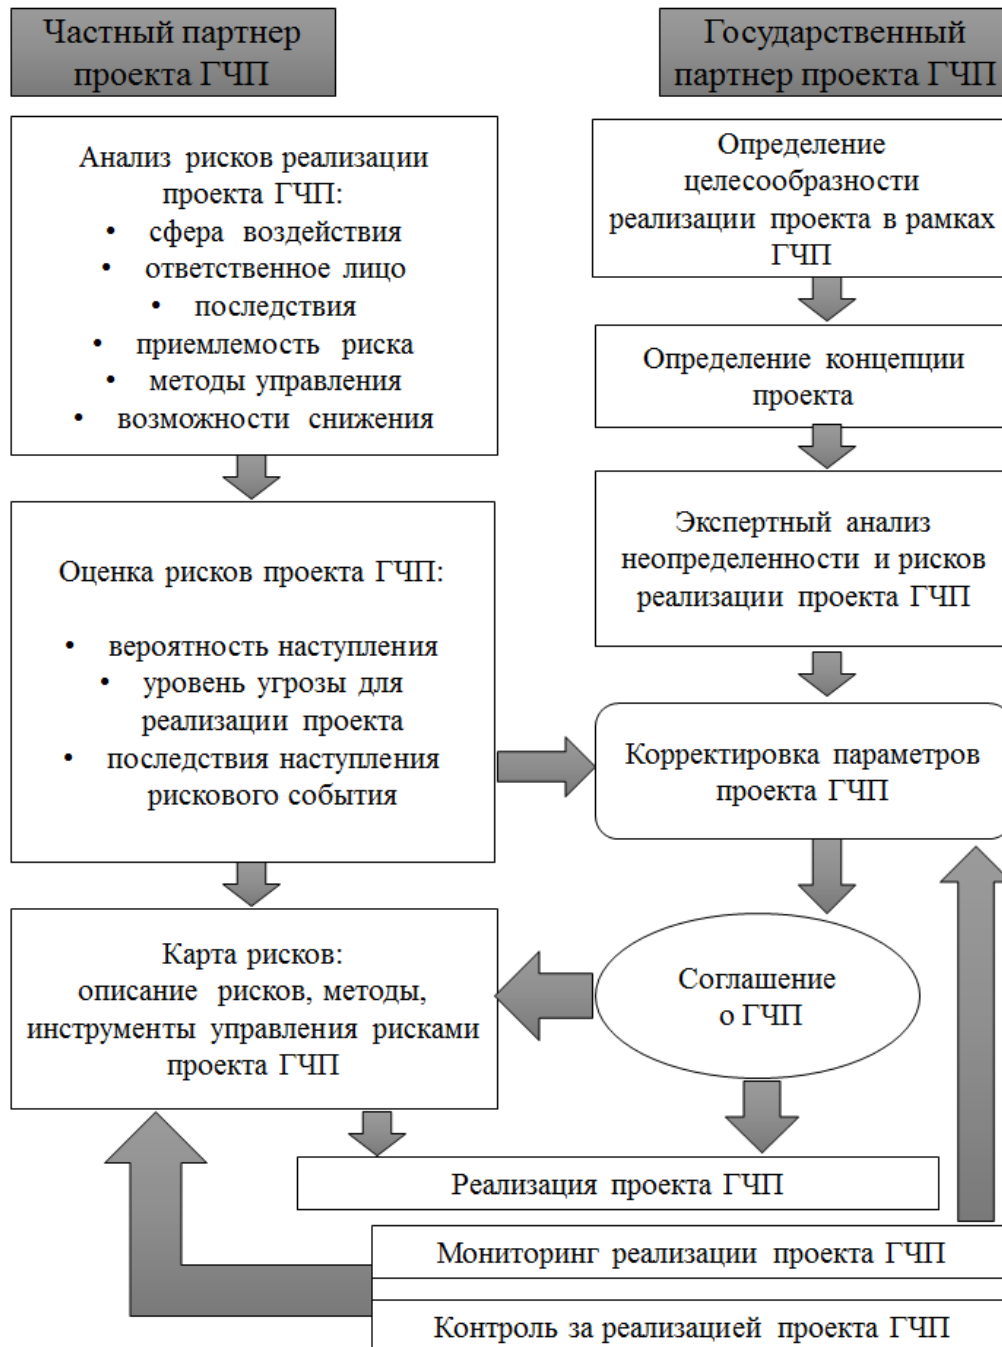 Частный партнер
проекта ГЧП
Государственный
партнер проекта ГЧП
Анализ рисков реализации
проекта ГЧП:
• сфера воздействия
• ответственное лицо
• последствия
• приемлемость риска
• методы управления
• возможности снижения
Определение
целесообразности
реализации проекта в рамках
ГЧП
Определение концепции
проекта
Экспертный анализ
неопределенности и рисков
реализации проекта ГЧП
Оценка рисков проекта ГЧП:
• вероятность наступления
• уровень угрозы для
реализации проекта
• последствия наступления
рискового события
Корректировка параметров
проекта ГЧП
Карта рисков:
описание рисков, методы,
инструменты управления рисками
проекта ГЧП
Соглашение
о ГЧП
Реализация проекта ГЧП
Мониторинг реализации проекта ГЧП
Контроль за реализацией проекта ГЧП